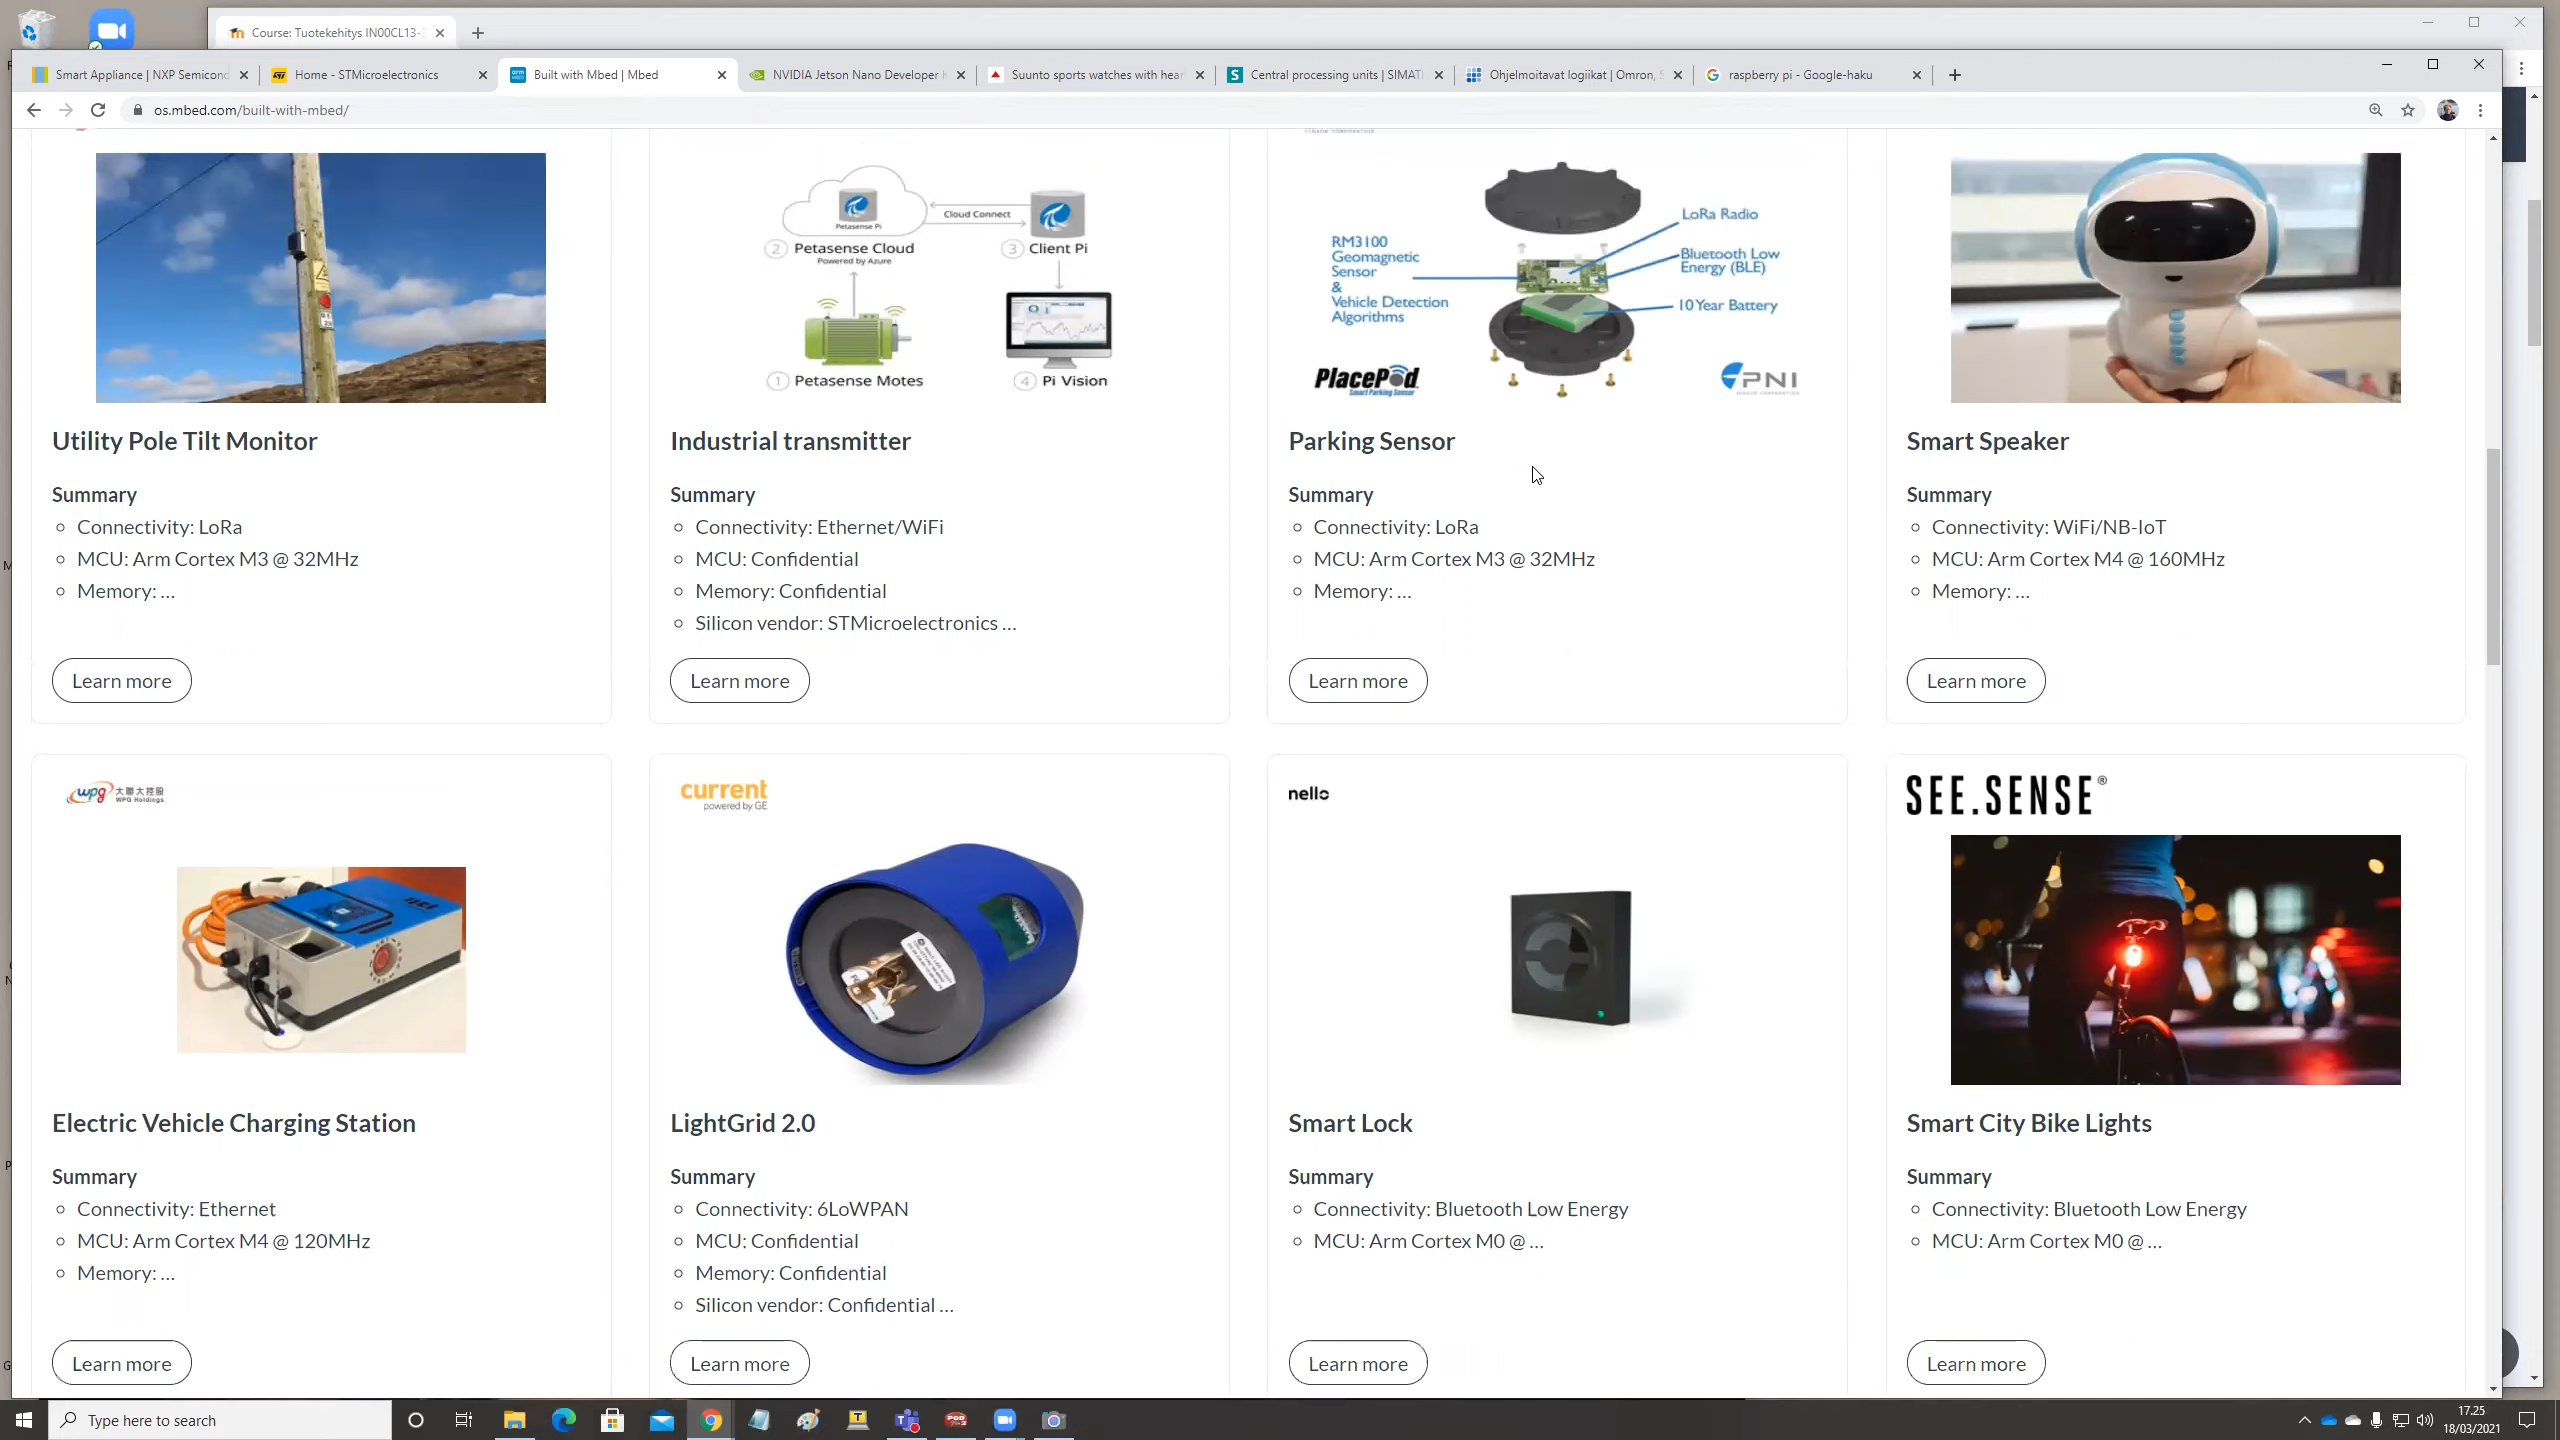 Course: Tuotekehitys IN00CL13-
Smart Appliance | NXP Semicond
Home - STMicroelectronics
Built with Mbed | Mbed
NVIDIA Jetson Nano Developer
Suunto sports watches with hear
Central processing units | SIMATI
Ohjelmoitavat logiikat | Omron, S
raspberry pi - Google-haku
os.mbed.com/built-with-mbed/
Petasense Pi
Cloud Connect
2 Petasense Cloud
Powered by Azure
3 Client Pi
1 Petasense Motes
4 Pi Vision
RM3100
Geomagnetic
Sensor
&
Vehicle Detection
Algorithms
LoRa Radio
Bluetooth Low
Energy (BLE)
10 Year Battery
PlacePod
Smart Parking Sensor
PNI
Utility Pole Tilt Monitor
Summary
Connectivity: LoRa
MCU: Arm Cortex M3 @ 32MHz
Memory: ...
Learn more
Industrial transmitter
Summary
Connectivity: Ethernet/WiFi
MCU: Confidential
Memory: Confidential
Silicon vendor: STMicroelectronics ...
Learn more
Parking Sensor
Summary
Connectivity: LoRa
MCU: Arm Cortex M3 @ 32MHz
Memory: ...
Learn more
Smart Speaker
Summary
Connectivity: WiFi/NB-IoT
MCU: Arm Cortex M4 @ 160MHz
Memory: ...
Learn more
wpg 大聯大控股
WPG Holdings
Electric Vehicle Charging Station
Summary
Connectivity: Ethernet
MCU: Arm Cortex M4 @ 120MHz
Memory: ...
Learn more
current
powered by GE
LightGrid 2.0
Summary
Connectivity: 6LoWPAN
MCU: Confidential
Memory: Confidential
Silicon vendor: Confidential ...
Learn more
nello
Smart Lock
Summary
Connectivity: Bluetooth Low Energy
MCU: Arm Cortex M0 @ ...
Learn more
SEE.SENSE®
Smart City Bike Lights
Summary
Connectivity: Bluetooth Low Energy
MCU: Arm Cortex M0 @ ...
Learn more
Type here to search
17.25
18/03/2021